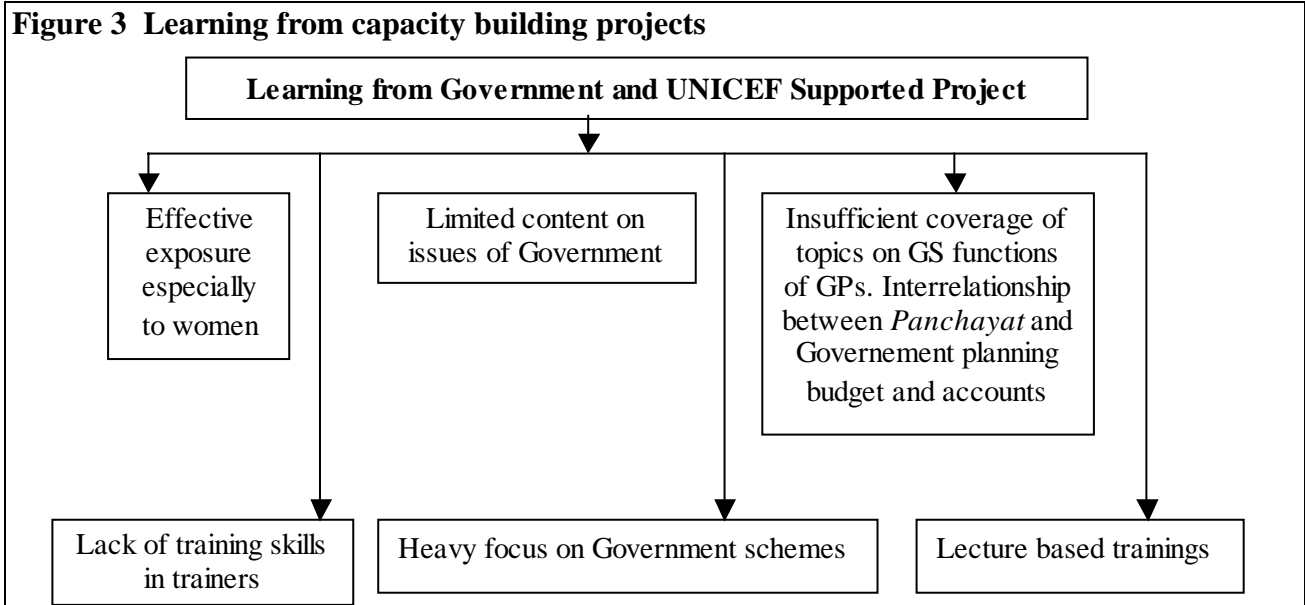 Figure 3 Learning from capacity building projects
Learning from Government and UNICEF Supported Project
Effective
exposure
especially
to women
Limited content on
issues of Government
Insufficient coverage of
topics on GS functions
of GPs. Interrelationship
between Panchayat and
Governement planning
budget and accounts
Lack of training skills
in trainers
Heavy focus on Government schemes
Lecture based trainings